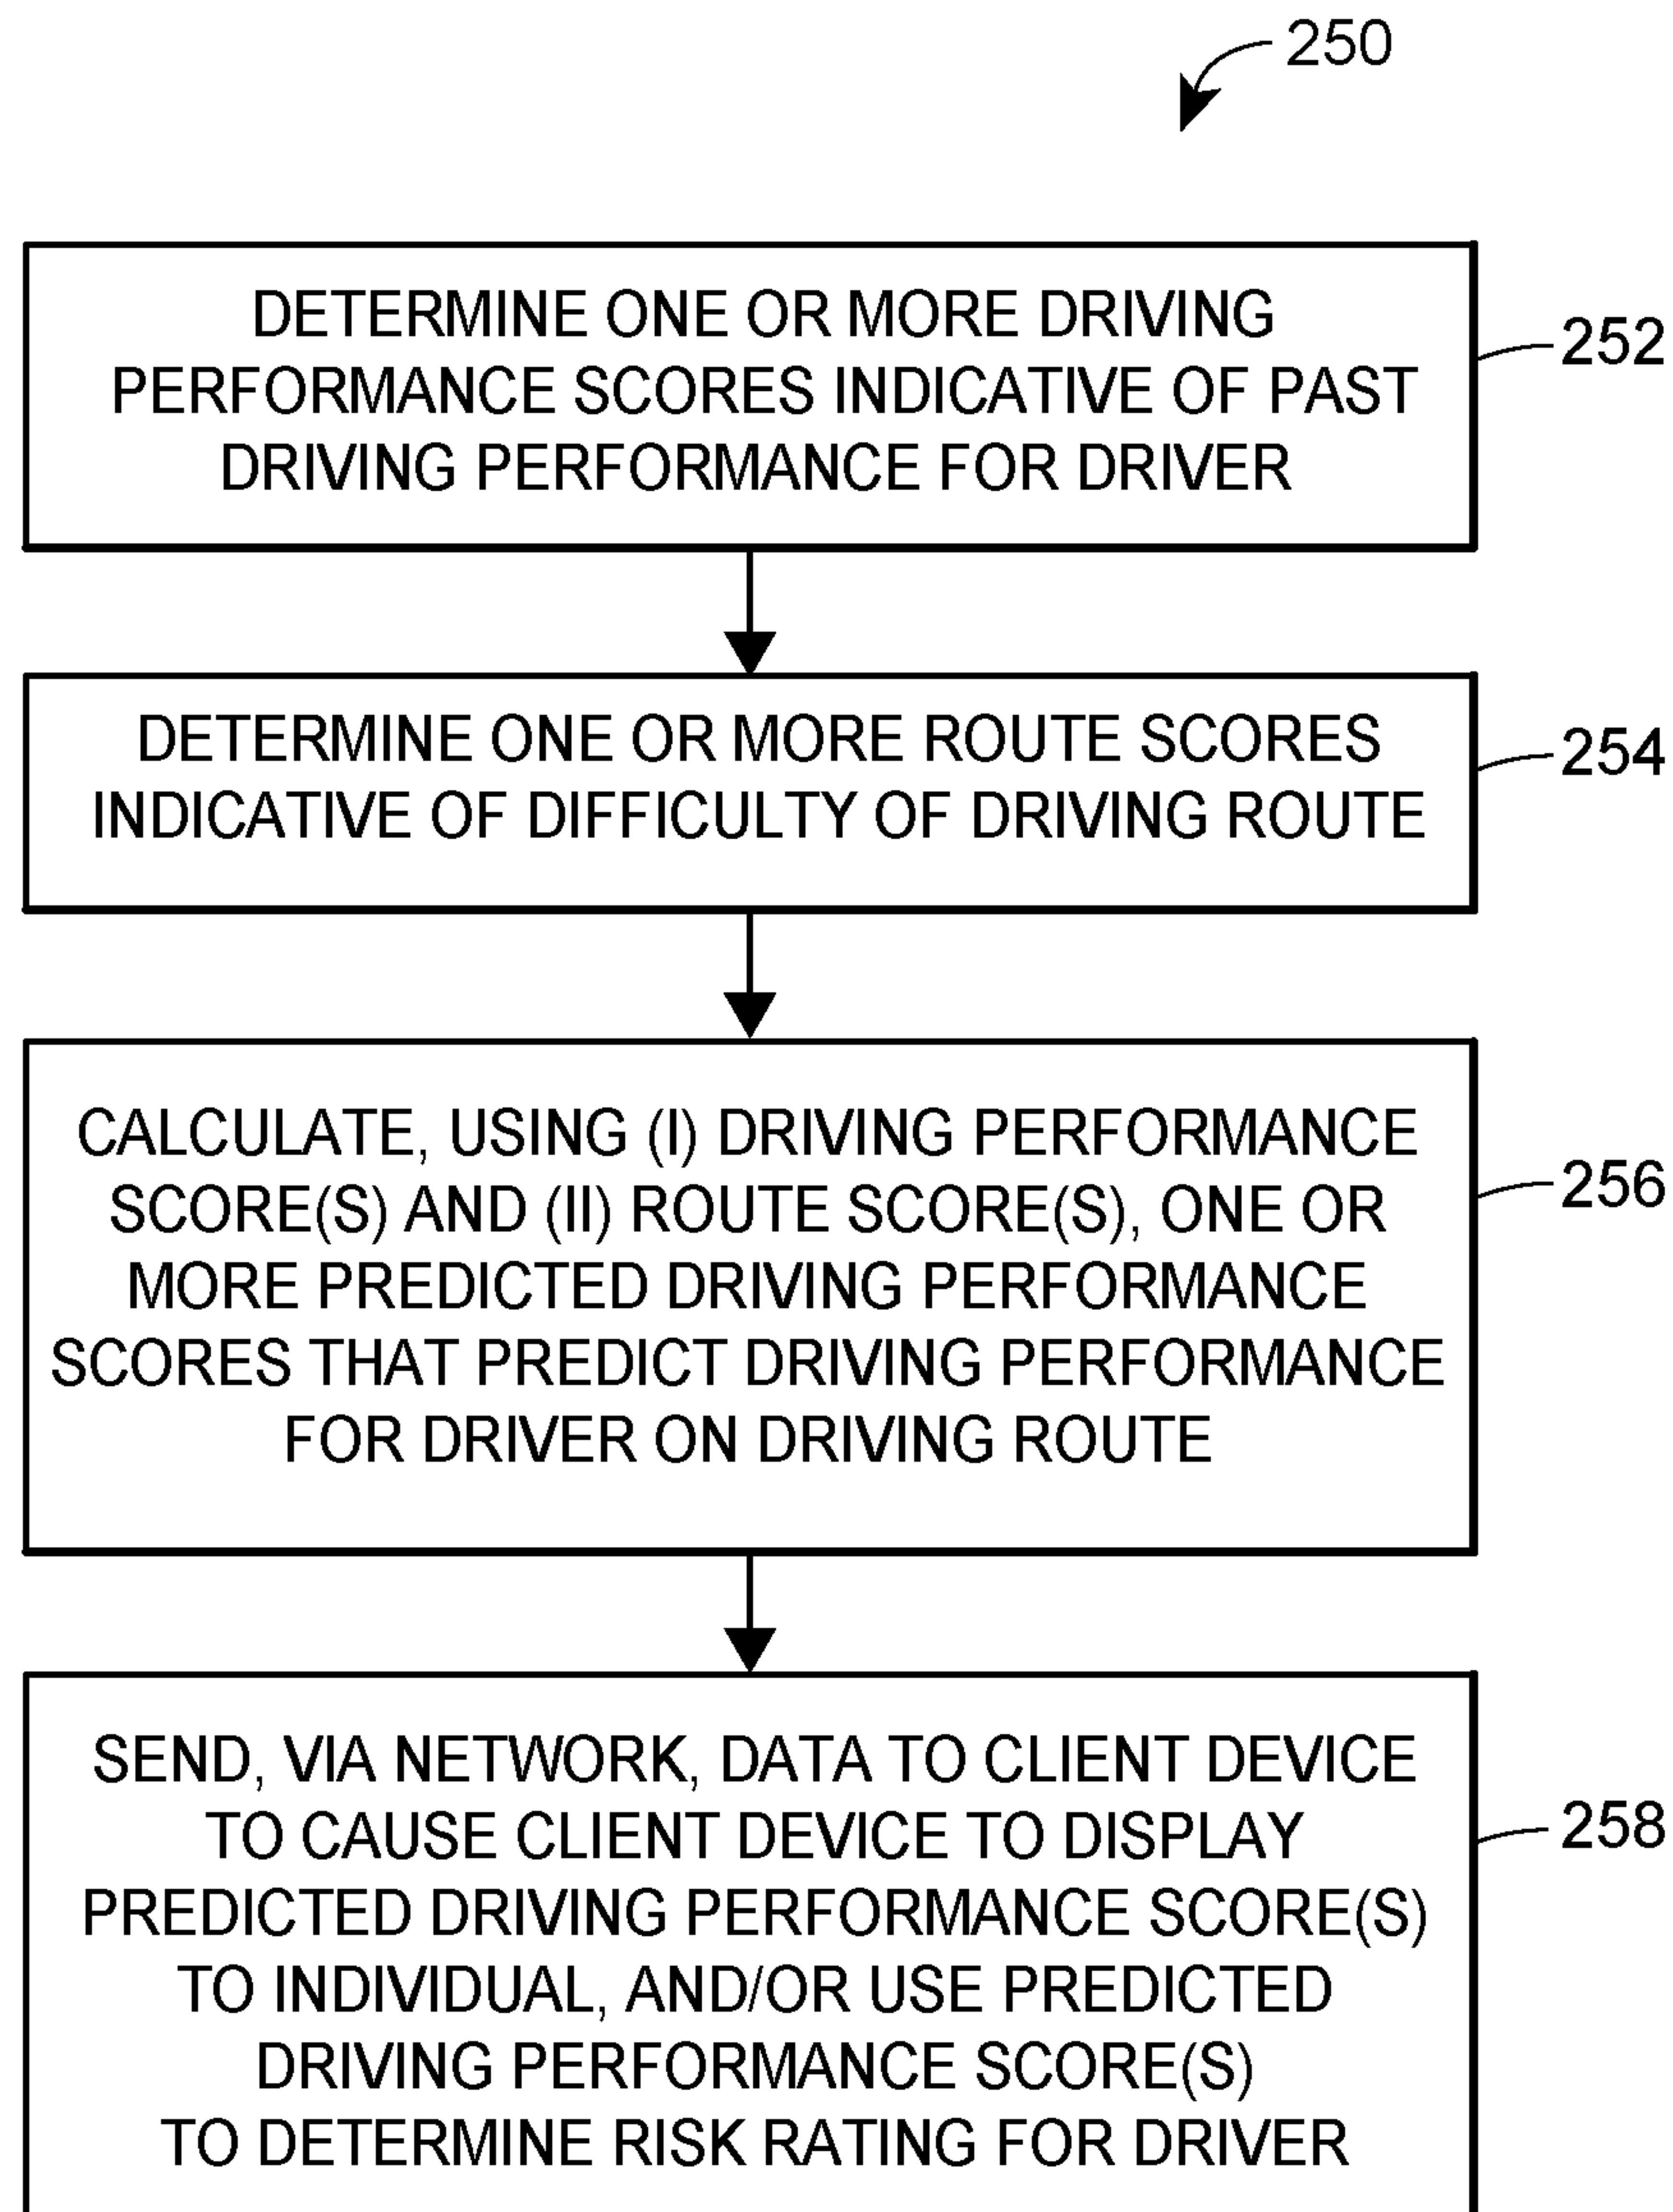 250
DETERMINE ONE OR MORE DRIVING
PERFORMANCE SCORES INDICATIVE OF PAST
DRIVING PERFORMANCE FOR DRIVER
252
DETERMINE ONE OR MORE ROUTE SCORES
INDICATIVE OF DIFFICULTY OF DRIVING ROUTE
254
CALCULATE, USING (I) DRIVING PERFORMANCE
SCORE(S) AND (II) ROUTE SCORE(S), ONE OR
MORE PREDICTED DRIVING PERFORMANCE
SCORES THAT PREDICT DRIVING PERFORMANCE
FOR DRIVER ON DRIVING ROUTE
256
SEND, VIA NETWORK, DATA TO CLIENT DEVICE
TO CAUSE CLIENT DEVICE TO DISPLAY
PREDICTED DRIVING PERFORMANCE SCORE(S)
TO INDIVIDUAL, AND/OR USE PREDICTED
DRIVING PERFORMANCE SCORE(S)
TO DETERMINE RISK RATING FOR DRIVER
258